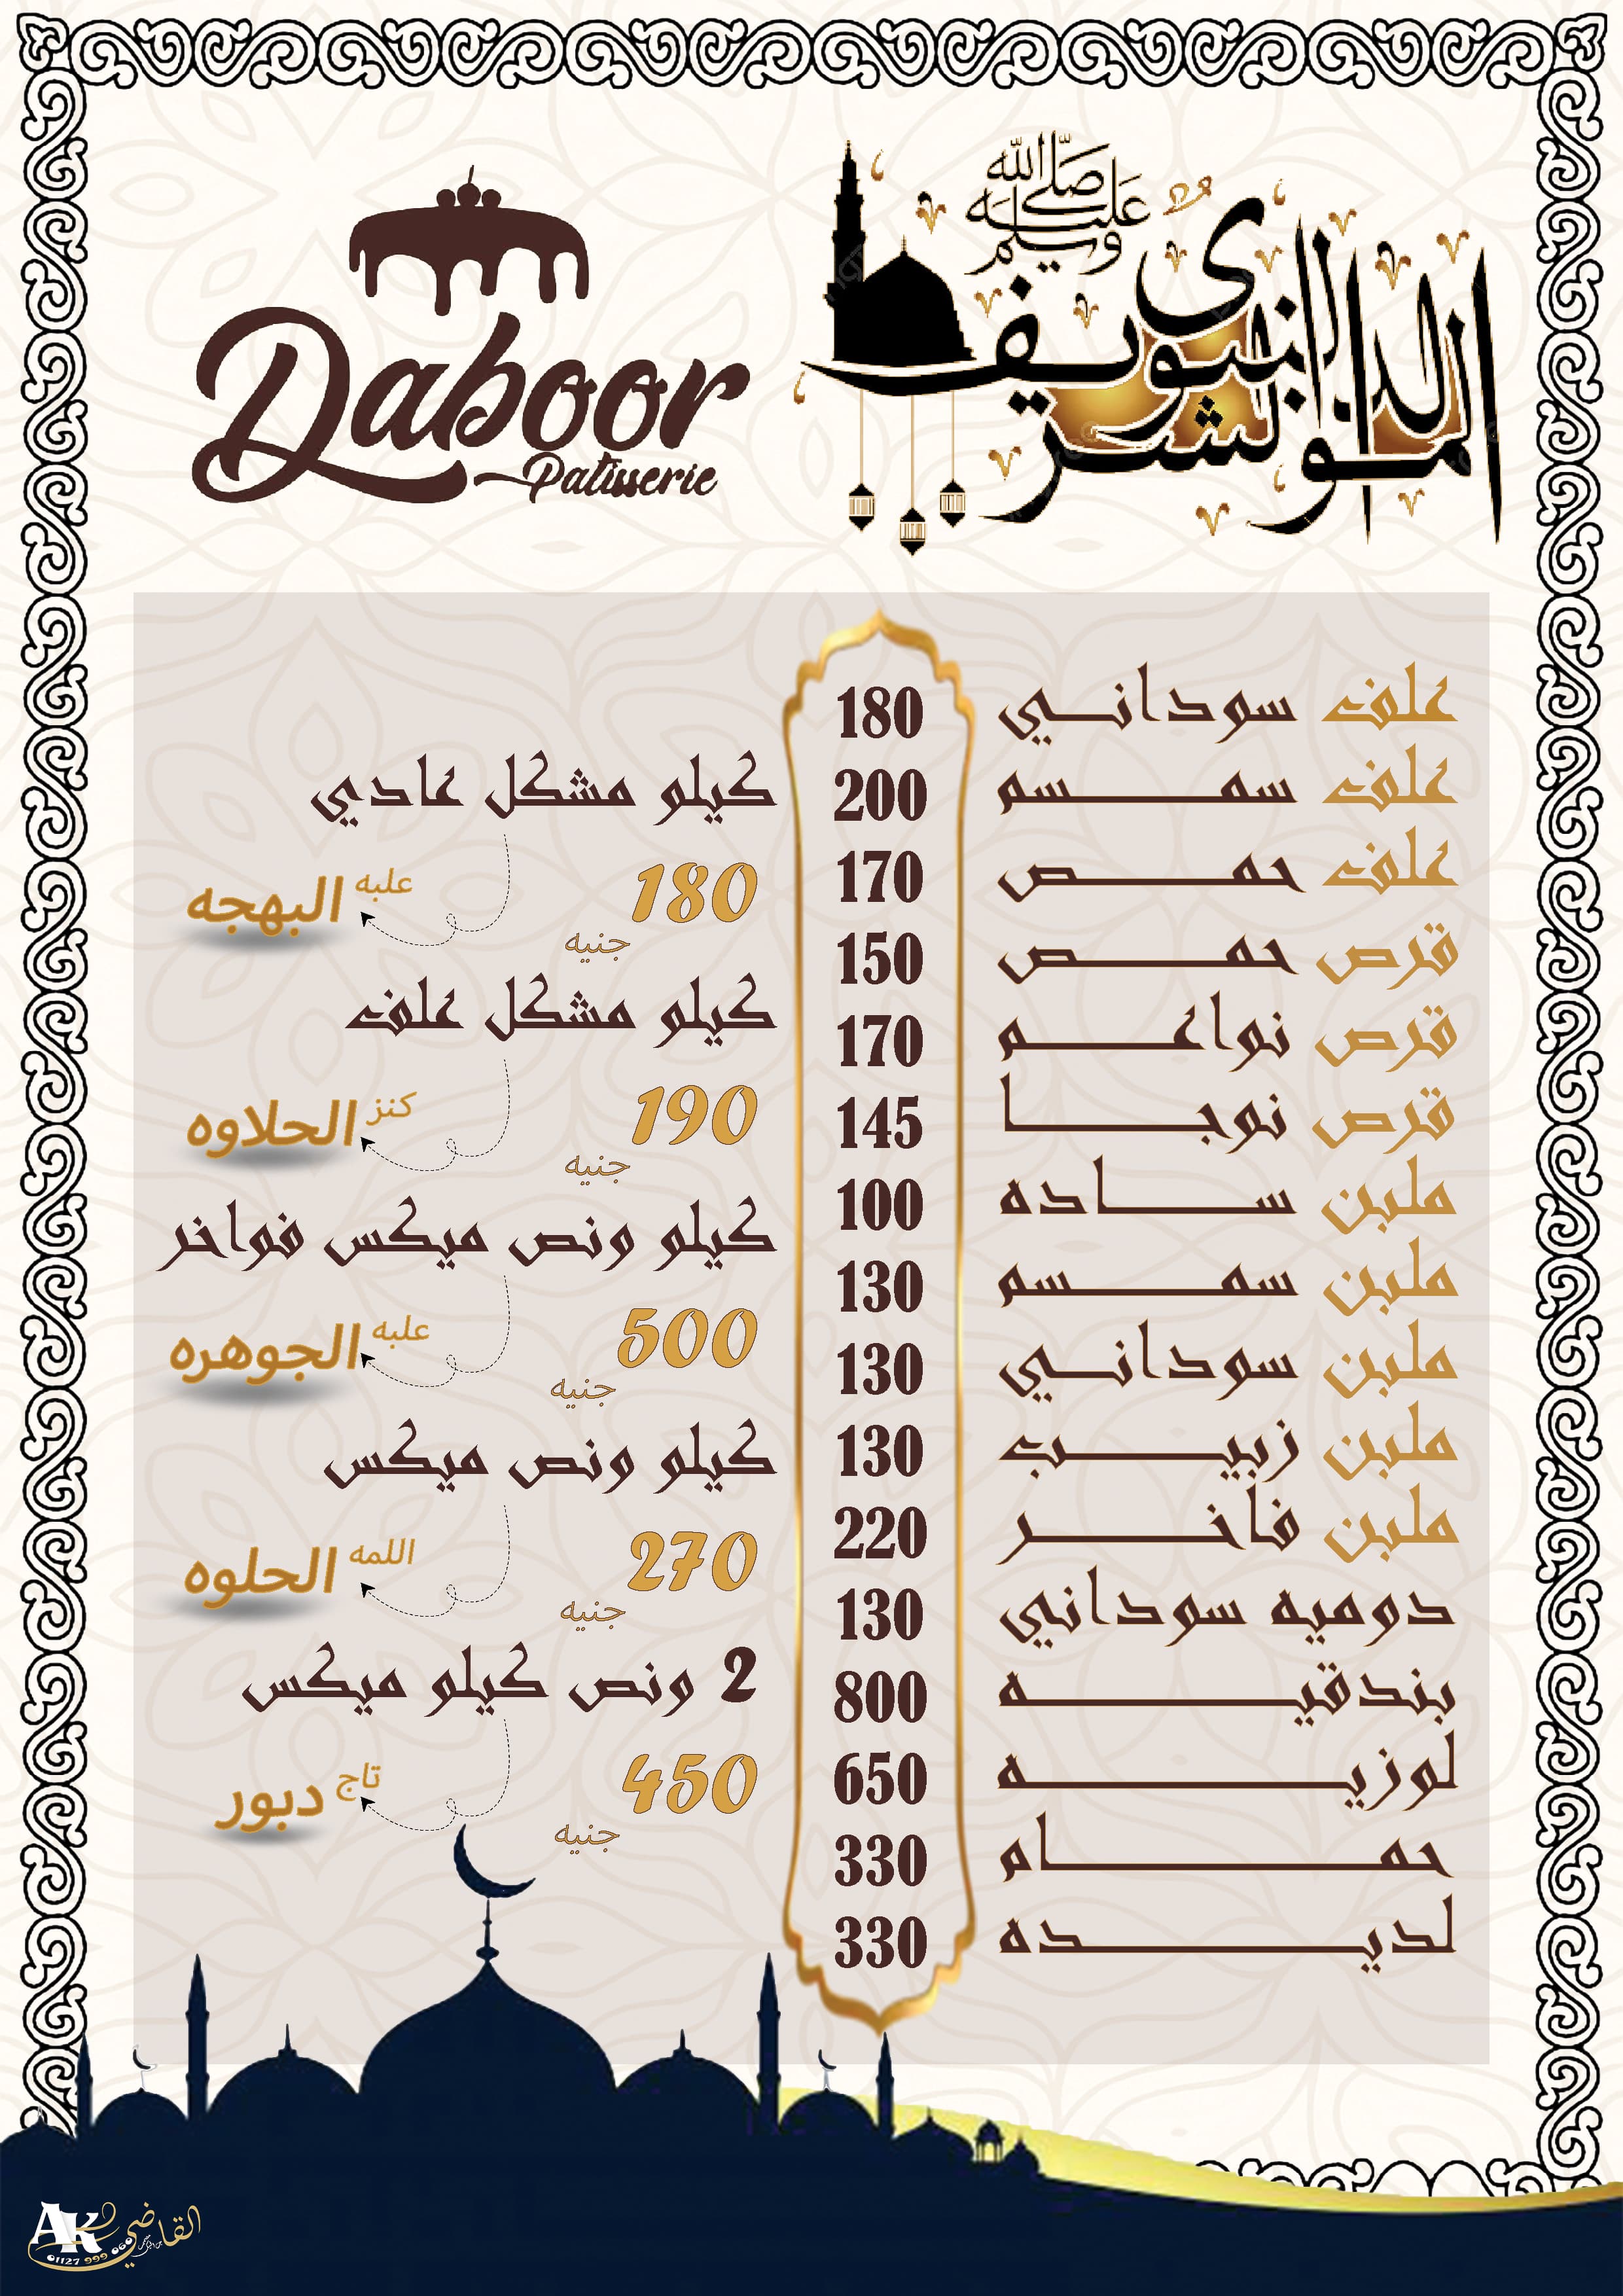 المولد النبوى الشريف
صلى الله عليه وسلم
Daboor
Patisserie
علف سوداني 180
علف سمسم 200
علف حمص 170
قرص حمص 150
قرص نواعم 170
قرص نوجا 145
ملبن ساده 100
ملبن سمسم 130
ملبن سوداني 130
ملبن زبيب 130
ملبن فاخر 220
دوميه سوداني 130
بندقيه 800
لوزيه 650
حمام 330
لديده 330
كيلو مشكل عادي
180 جنيه
علبه البهجه
كيلو مشكل علف
190 جنيه
كنز الحلاوه
كيلو ونص ميكس فواخر
500 جنيه
علبه الجوهره
كيلو ونص ميكس
270 جنيه
اللمه الحلوه
2 ونص كيلو ميكس
450 جنيه
تاج دبور
AK القاضي
01127 999 060